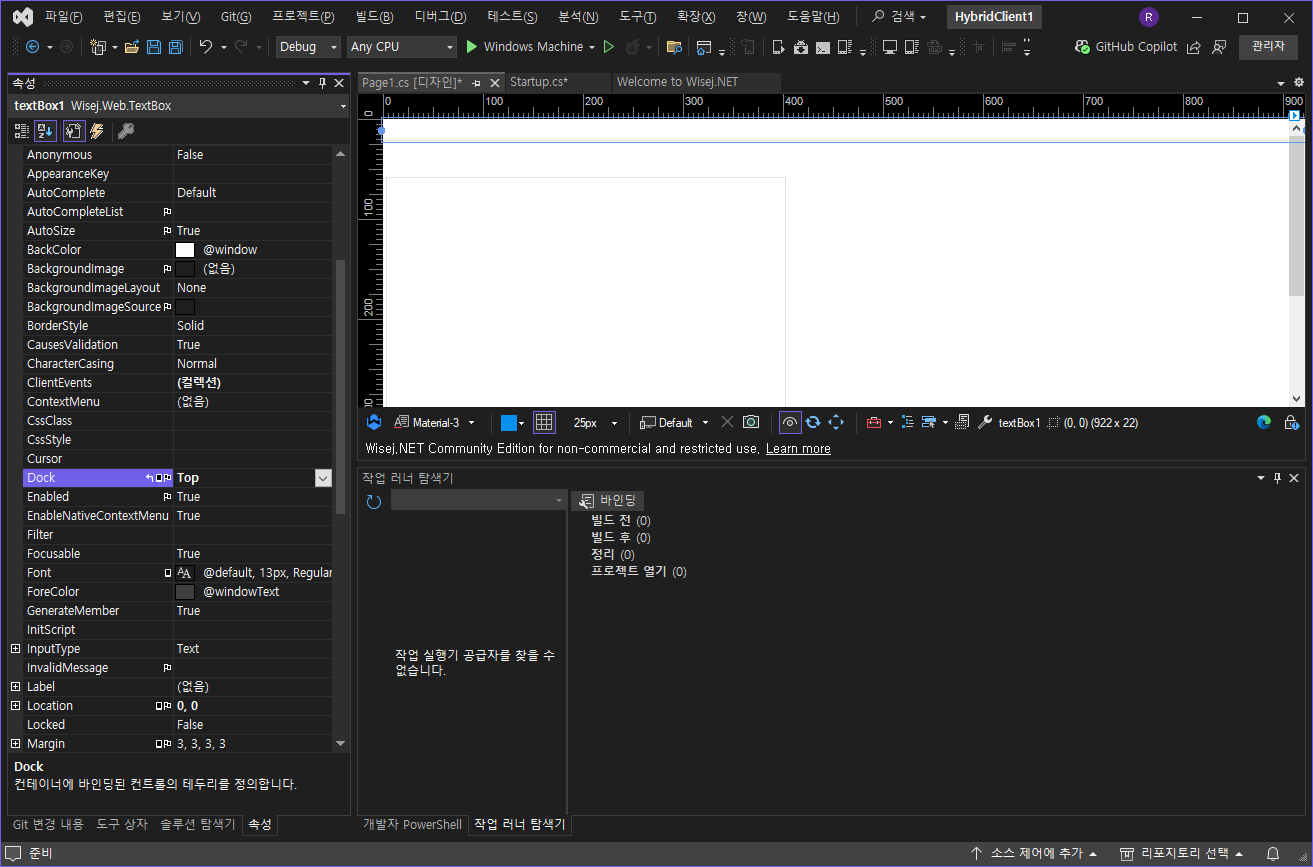 파일(F) 편집(E) 보기(V) Git(G) 프로젝트(P) 빌드(B) 디버그(D) 테스트(S) 분석(N) 도구(T) 확장(X) 창(W) 도움말(H) 검색 HybridClient1 R
Debug Any CPU Windows Machine GitHub Copilot 관리자
속성
textBox1 Wisej.Web.TextBox
Anonymous False
AppearanceKey
AutoComplete Default
AutoCompleteList
AutoSize True
BackColor @window
BackgroundImage (없음)
BackgroundImageLayout None
BackgroundImageSource
BorderStyle Solid
CausesValidation True
CharacterCasing Normal
ClientEvents (컬렉션)
ContextMenu (없음)
CssClass
CssStyle
Cursor
Dock Top
Enabled True
EnableNativeContextMenu True
Filter
Focusable True
Font @default, 13px, Regular
ForeColor @windowText
GenerateMember True
InitScript
InputType Text
InvalidMessage
Label (없음)
Location 0, 0
Locked False
Margin 3, 3, 3, 3
Dock
컨테이너에 바인딩된 컨트롤의 테두리를 정의합니다.
Git 변경 내용 도구 상자 솔루션 탐색기 속성
Page1.cs [디자인]* Startup.cs* Welcome to Wisej.NET
0 100 200 300 400 500 600 700 800 900
0
100
200
Material-3 25px Default textBox1 (0, 0) (922 x 22)
Wisej.NET Community Edition for non-commercial and restricted use. Learn more
작업 러너 탐색기
바인딩
빌드 전 (0)
빌드 후 (0)
정리 (0)
프로젝트 열기 (0)
작업 실행기 공급자를 찾을 수
없습니다.
개발자 PowerShell 작업 러너 탐색기
준비 소스 제어에 추가 리포지토리 선택